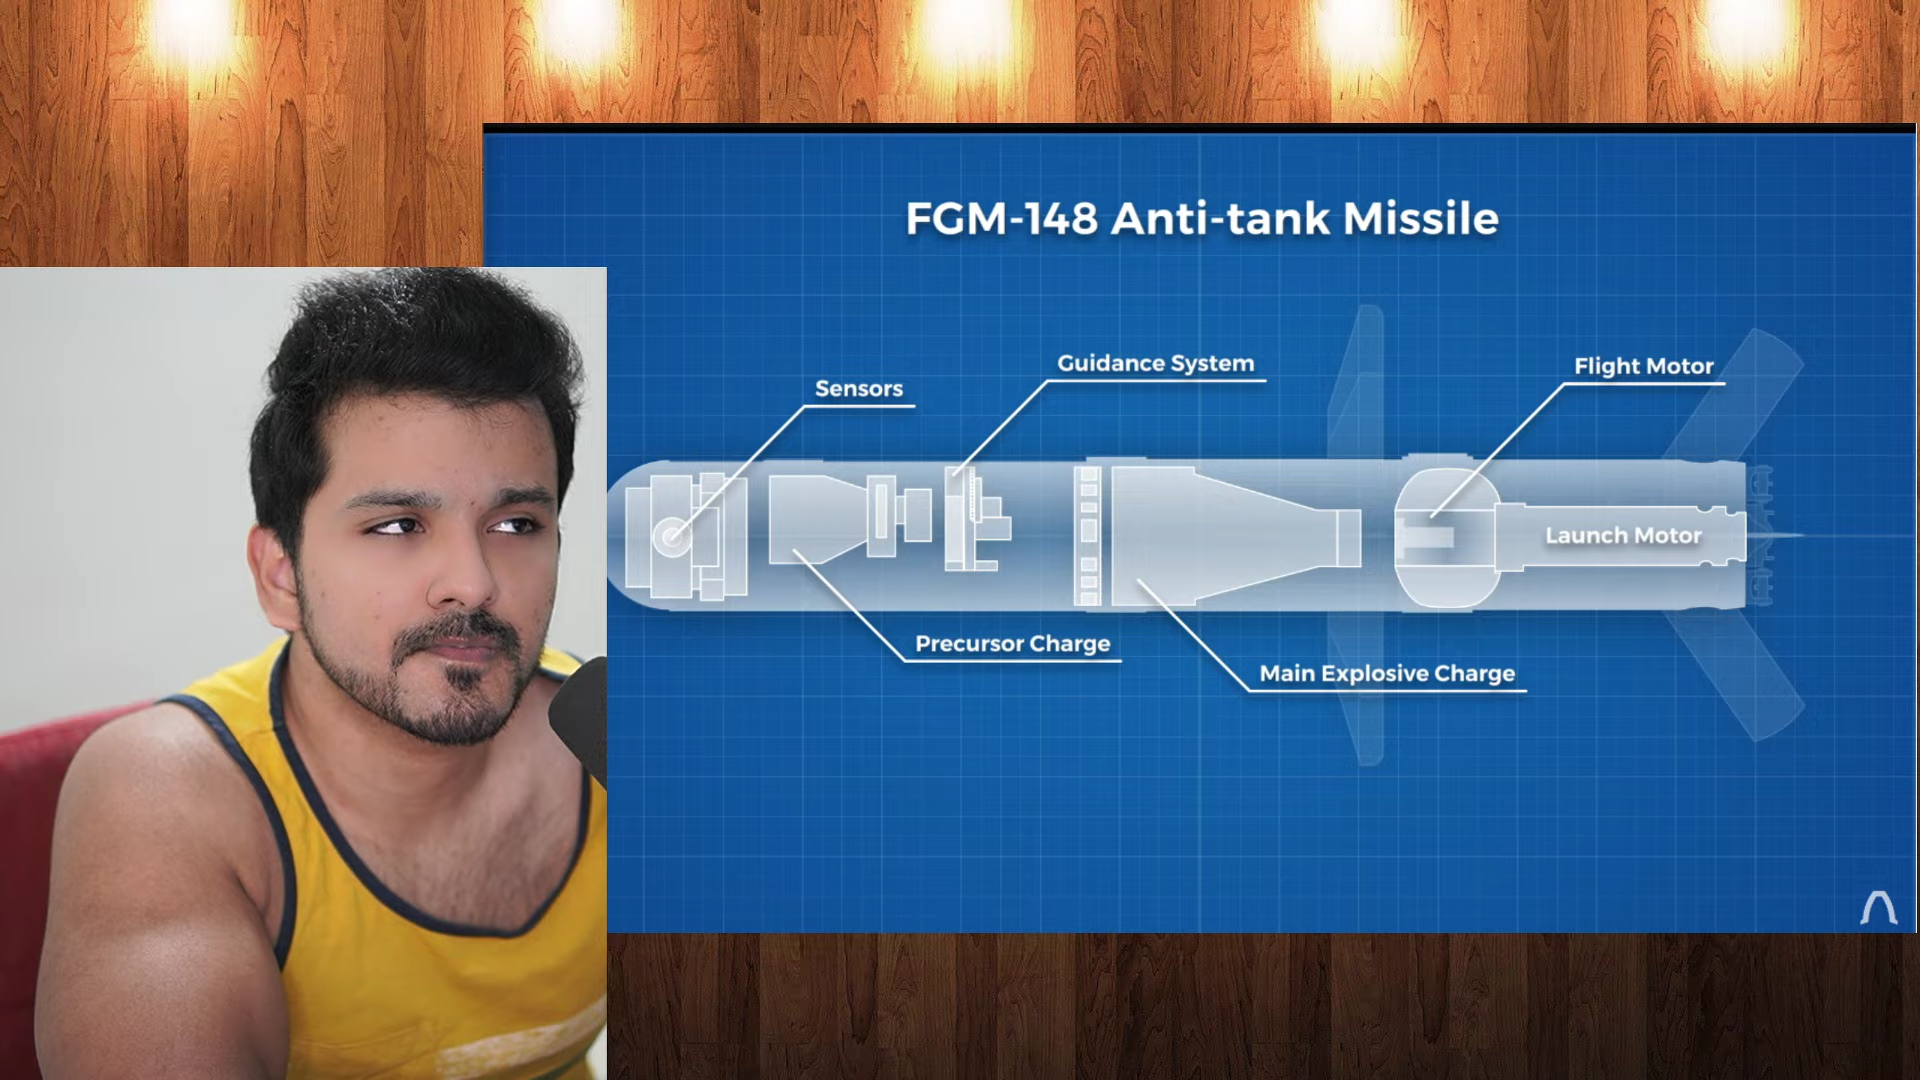 FGM-148 Anti-tank Missile
Guidance System
Flight Motor
Sensors
Launch Motor
Precursor Charge
Main Explosive Charge